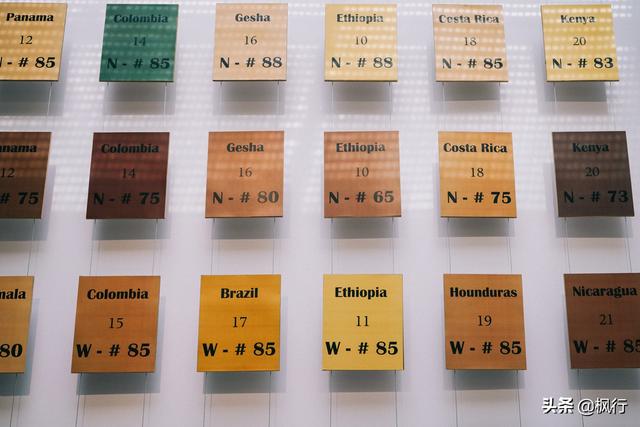 Panama
12
N - # 85
Colombia
14
N - # 85
Gesha
16
N - # 88
Ethiopia
10
N - # 88
Costa Rica
18
N - # 85
Kenya
20
N - # 83
nama
12
# 75
Colombia
14
N - # 75
Gesha
16
N - # 80
Ethiopia
10
N - # 65
Costa Rica
18
N - # 75
Kenya
20
N - # 73
mala
80
Colombia
15
W - # 85
Brazil
17
W - # 85
Ethiopia
11
W - # 85
Hounduras
19
W - # 85
Nicaragua
21
W - # 85
头条 @枫行